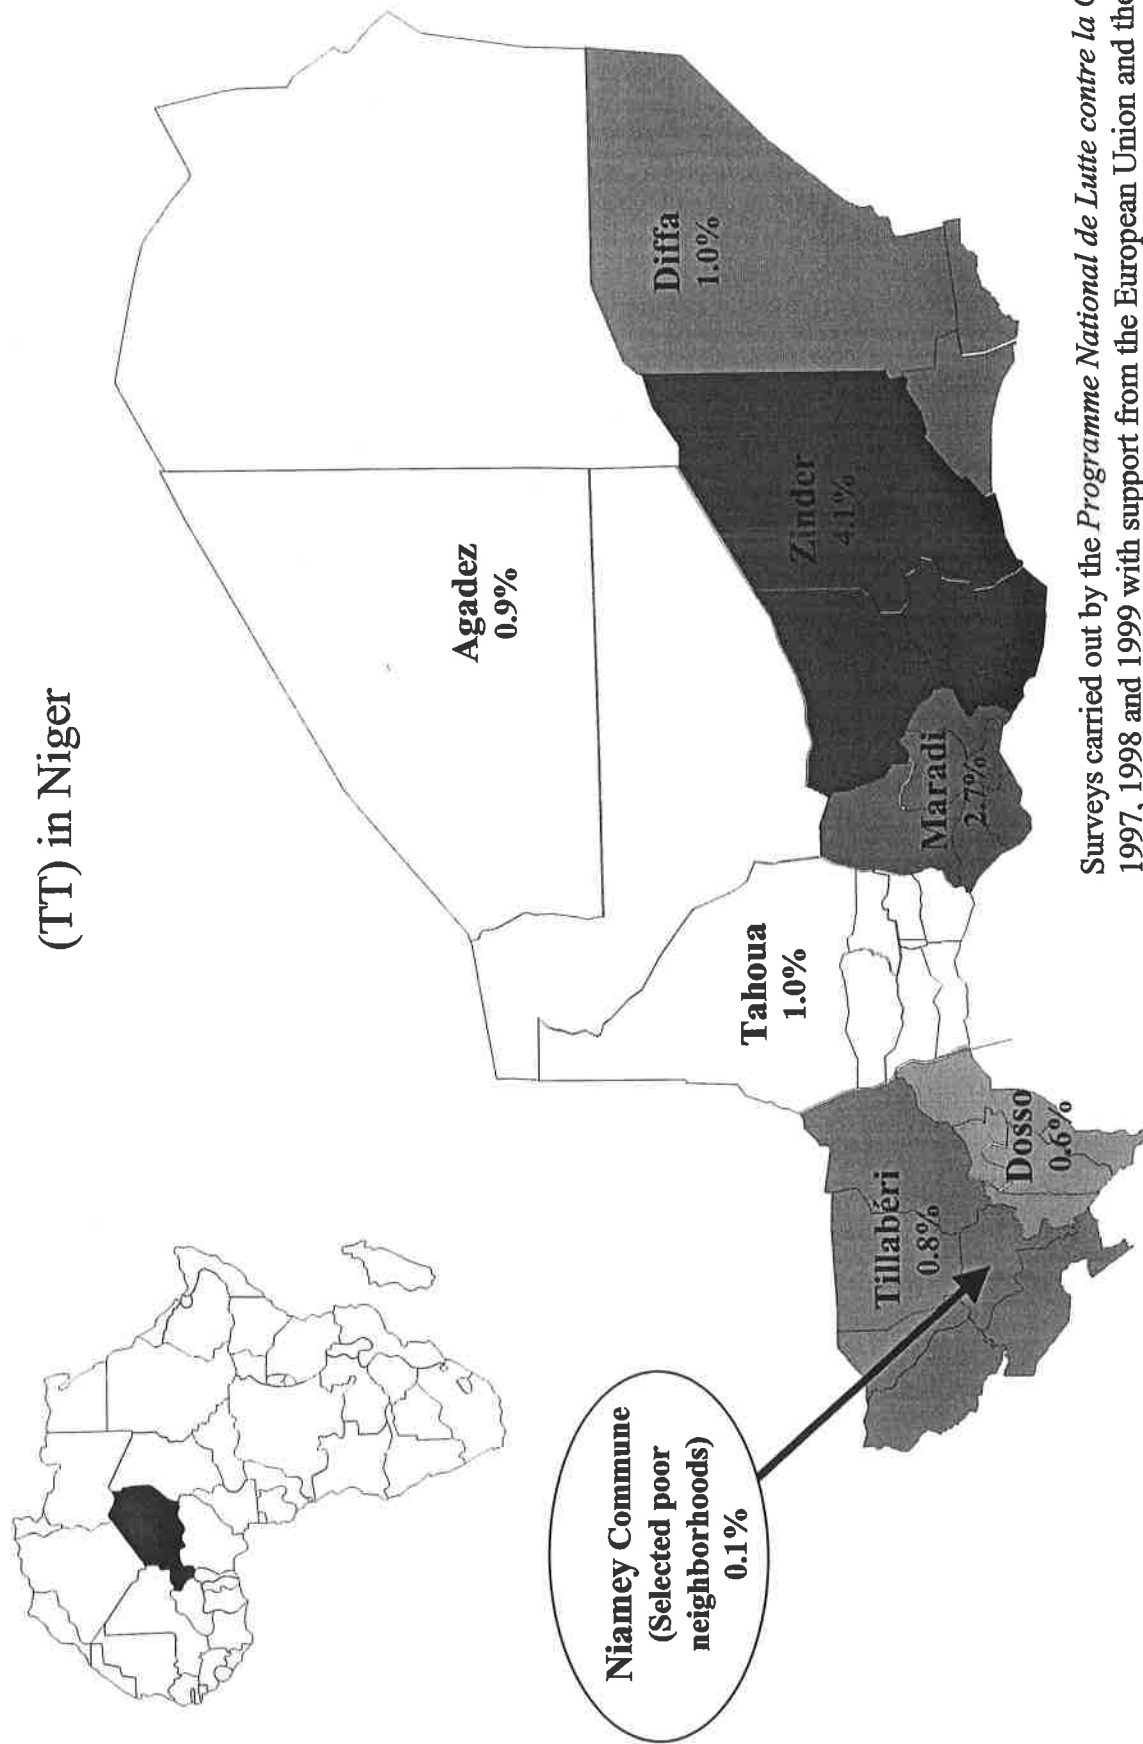 (TT) in Niger
Agadez
0.9%
Diffa
1.0%
Zinder
4.1%
Maradi
2.7%
Tahoua
1.0%
Tillabéri
0.8%
Dosso
0.6%
Niamey Commune
(Selected poor
neighborhoods)
0.1%
Surveys carried out by the Programme National de Lutte contre la
1997, 1998 and 1999 with support from the European Union and the